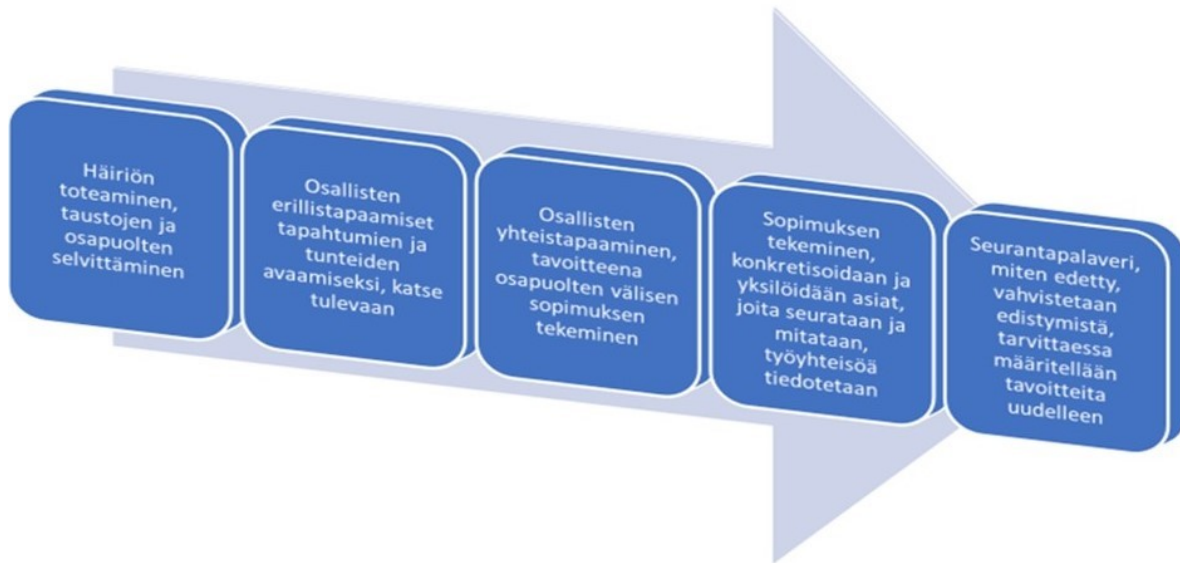 Häiriön
toteaminen,
taustojen ja
osapuolten
selvittäminen
Osallisten
erillistapaamiset
tapahtumien ja
tunteiden
avaamiseksi, katse
tulevaan
Osallisten
yhteistapaaminen,
tavoitteena
osapuolten välisen
sopimuksen
tekeminen
Sopimuksen
tekeminen,
konkretisoidaan ja
yksilöidään asiat,
joita seurataan ja
mitataan,
työyhteisöä
tiedotetaan
Seurantapalaveri,
miten edetty,
vahvistetaan
edistymistä,
tarvittaessa
määritellään
tavoitteita
uudelleen